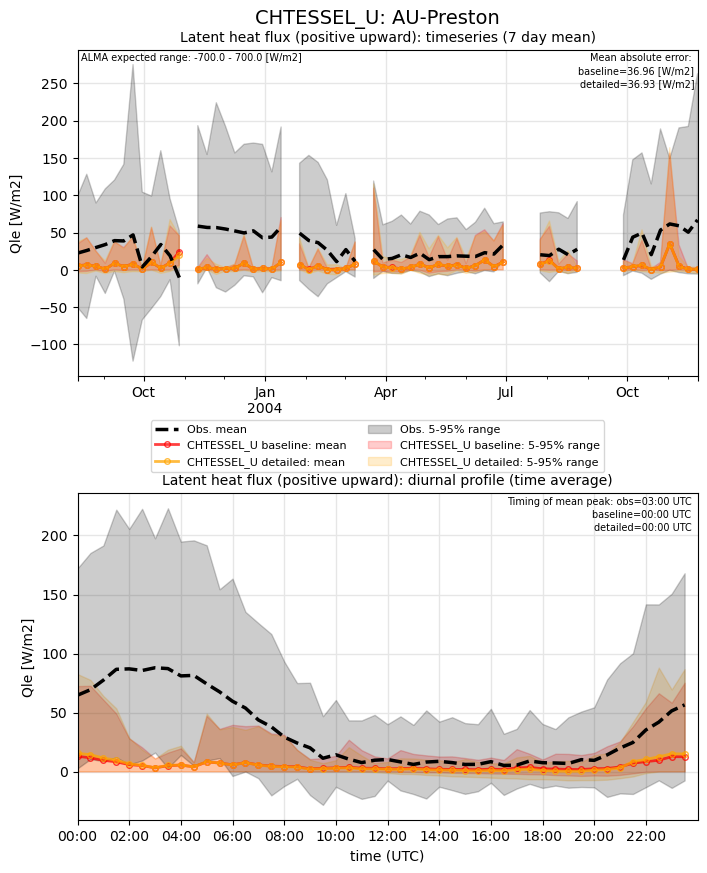 CHTESSEL_U: AU-Preston
Latent heat flux (positive upward): timeseries (7 day mean)
ALMA expected range: -700.0 - 700.0 [W/m2]
Mean absolute error:
baseline=36.96 [W/m2]
detailed=36.93 [W/m2]
Qle [W/m2]
250
200
150
100
50
0
−50
−100
Oct
Jan
2004
Apr
Jul
Oct
Obs. mean
CHTESSEL_U baseline: mean
CHTESSEL_U detailed: mean
Obs. 5-95% range
CHTESSEL_U baseline: 5-95% range
CHTESSEL_U detailed: 5-95% range
Latent heat flux (positive upward): diurnal profile (time average)
Timing of mean peak: obs=03:00 UTC
baseline=00:00 UTC
detailed=00:00 UTC
Qle [W/m2]
200
150
100
50
0
00:00 02:00 04:00 06:00 08:00 10:00 12:00 14:00 16:00 18:00 20:00 22:00
time (UTC)